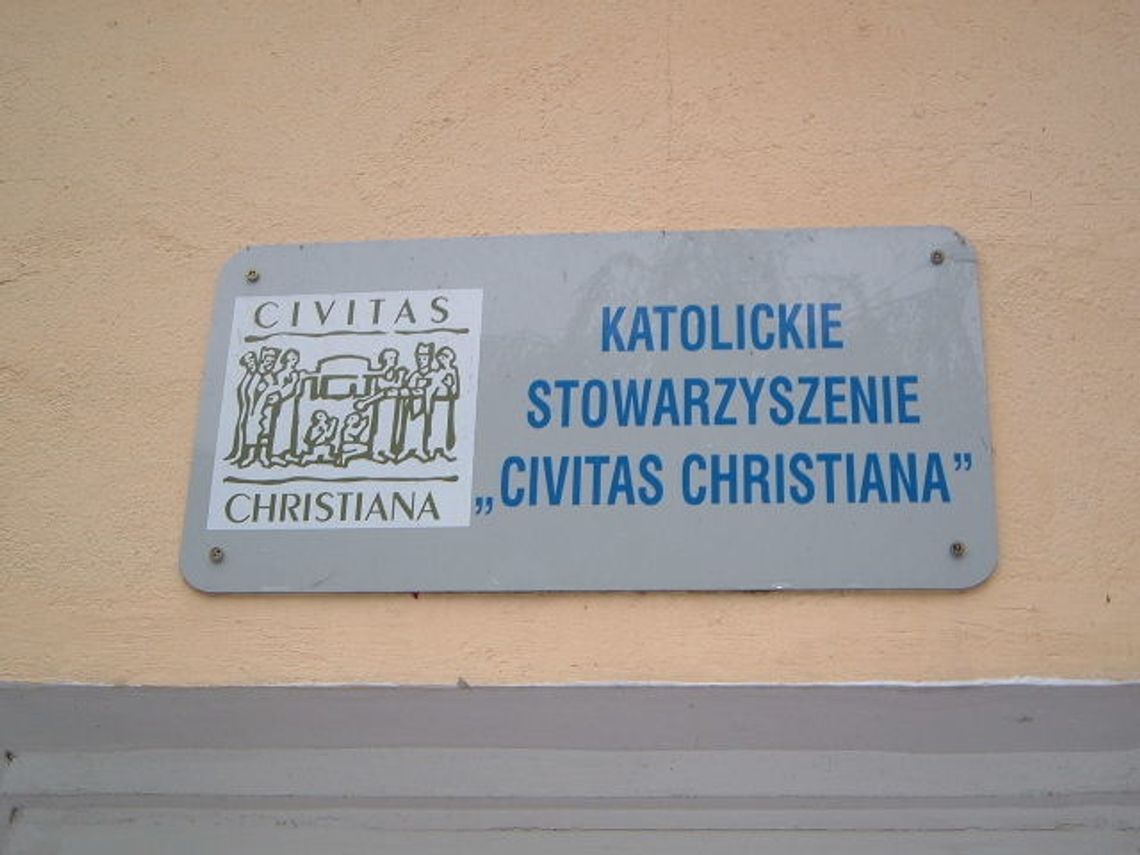 CIVITAS
CHRISTIANA
KATOLICKIE
STOWARZYSZENIE
„CIVITAS CHRISTIANA”